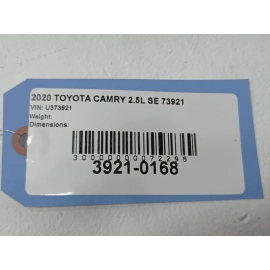 2020 TOYOTA CAMRY 2.5L SE 73921
VIN: U373921
Weight:
Dimensions:
3000000072298
3921-0168